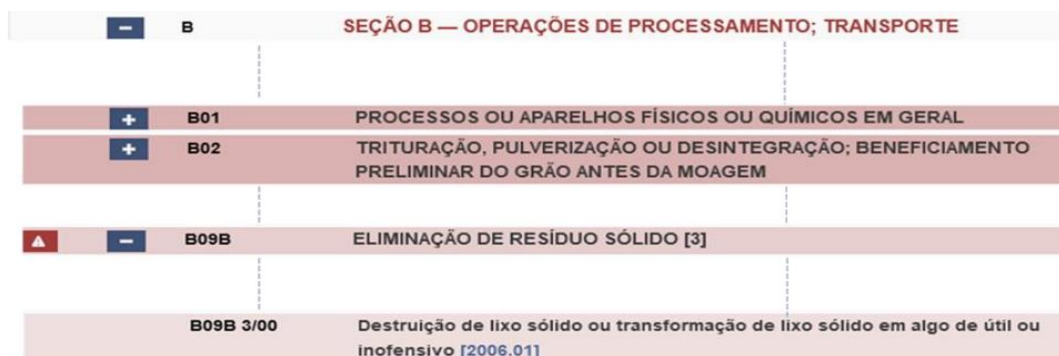 B SEÇÃO B — OPERAÇÕES DE PROCESSAMENTO; TRANSPORTE
B01 PROCESSOS OU APARELHOS FÍSICOS OU QUÍMICOS EM GERAL
B02 TRITURAÇÃO, PULVERIZAÇÃO OU DESINTEGRAÇÃO; BENEFICIAMENTO
PRELIMINAR DO GRÃO ANTES DA MOAGEM
B09B ELIMINAÇÃO DE RESÍDUO SÓLIDO [3]
B09B 3/00 Destruição de lixo sólido ou transformação de lixo sólido em algo de útil ou
inofensivo [2006.01]